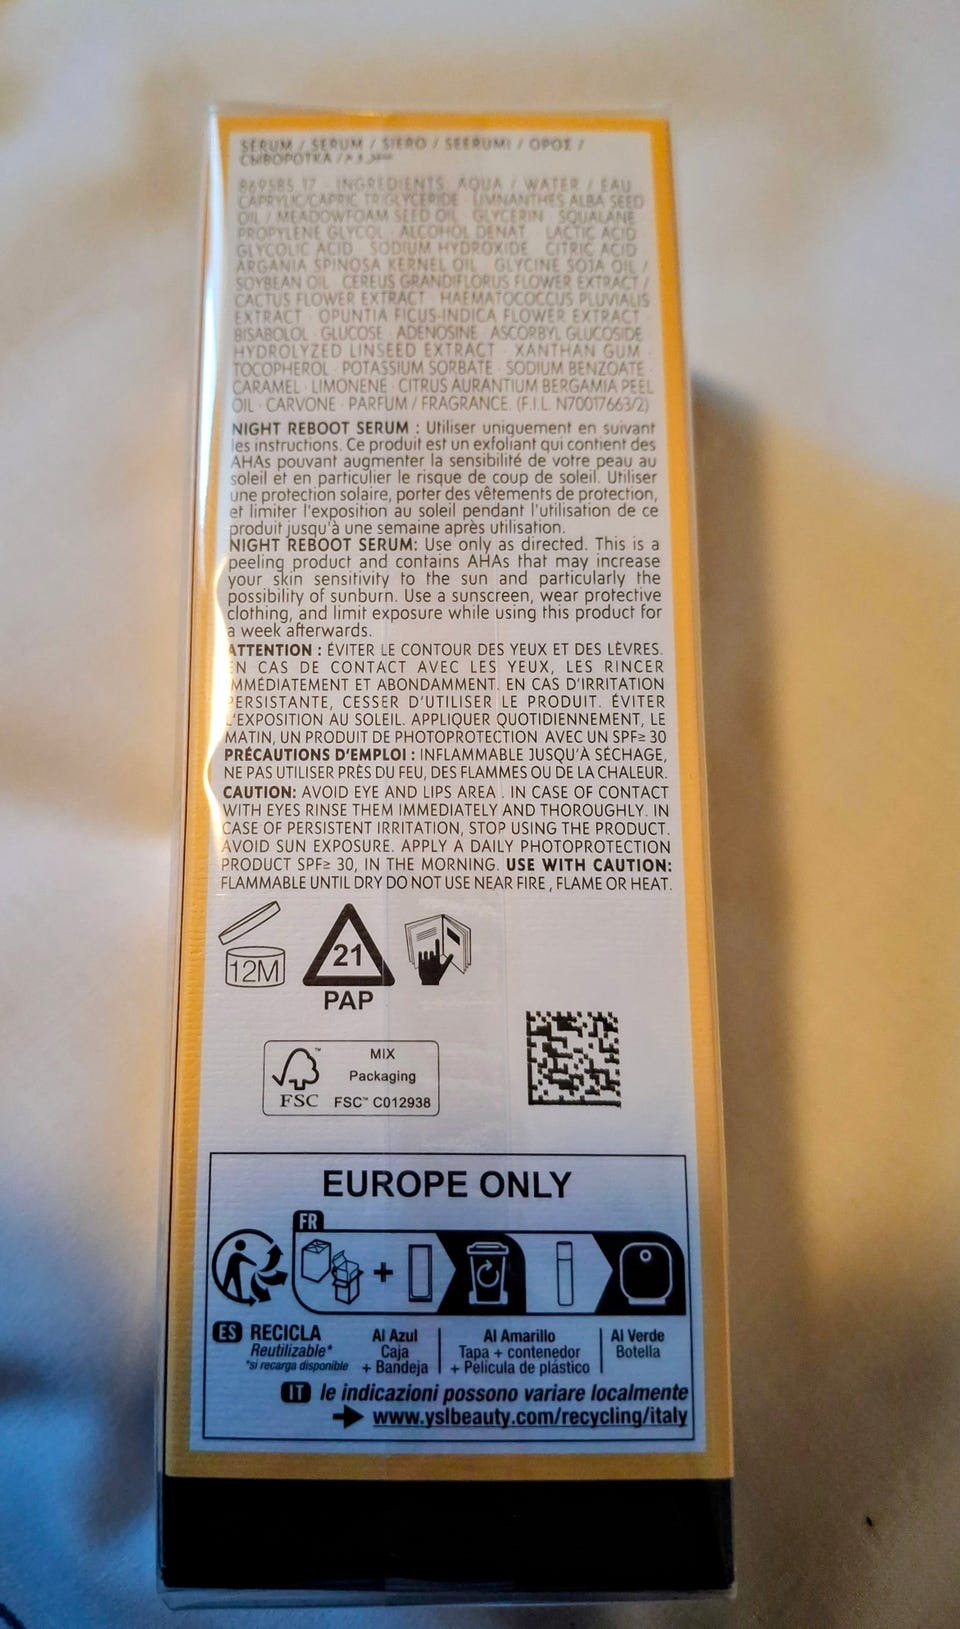 SÉRUM / SERUM / SIERO / SEERUMI / ΟΡΟΣ /
СЫВОРОТКА /
869585 17 - INGREDIENTS: AQUA / WATER / EAU
CAPRYLIC/CAPRIC TRIGLYCERIDE · LIMNANTHES ALBA SEED
OIL / MEADOWFOAM SEED OIL · GLYCERIN · SQUALANE
PROPYLENE GLYCOL · ALCOHOL DENAT · LACTIC ACID
GLYCOLIC ACID · SODIUM HYDROXIDE · CITRIC ACID
ARGANIA SPINOSA KERNEL OIL · GLYCINE SOJA OIL /
SOYBEAN OIL · CEREUS GRANDIFLORUS FLOWER EXTRACT /
CACTUS FLOWER EXTRACT · HAEMATOCOCCUS PLUVIALIS
EXTRACT · OPUNTIA FICUS-INDICA FLOWER EXTRACT
BISABOLOL · GLUCOSE · ADENOSINE · ASCORBYL GLUCOSIDE
HYDROLYZED LINSEED EXTRACT · XANTHAN GUM ·
TOCOPHEROL · POTASSIUM SORBATE · SODIUM BENZOATE ·
CARAMEL · LIMONENE · CITRUS AURANTIUM BERGAMIA PEEL
OIL · CARVONE · PARFUM / FRAGRANCE. (F.I.L. N70017663/2)
NIGHT REBOOT SERUM : Utiliser uniquement en suivant
les instructions. Ce produit est un exfoliant qui contient des
AHAs pouvant augmenter la sensibilité de votre peau au
soleil et en particulier le risque de coup de soleil. Utiliser
une protection solaire, porter des vêtements de protection,
et limiter l'exposition au soleil pendant l'utilisation de ce
produit jusqu'à une semaine après utilisation.
NIGHT REBOOT SERUM: Use only as directed. This is a
peeling product and contains AHAs that may increase
your skin sensitivity to the sun and particularly the
possibility of sunburn. Use a sunscreen, wear protective
clothing, and limit exposure while using this product for
a week afterwards.
ATTENTION : ÉVITER LE CONTOUR DES YEUX ET DES LÈVRES.
EN CAS DE CONTACT AVEC LES YEUX, LES RINCER
IMMÉDIATEMENT ET ABONDAMMENT. EN CAS D'IRRITATION
PERSISTANTE, CESSER D'UTILISER LE PRODUIT. ÉVITER
L'EXPOSITION AU SOLEIL. APPLIQUER QUOTIDIENNEMENT, LE
MATIN, UN PRODUIT DE PHOTOPROTECTION AVEC UN SPF≥ 30
PRÉCAUTIONS D'EMPLOI : INFLAMMABLE JUSQU'À SÉCHAGE,
NE PAS UTILISER PRÈS DU FEU, DES FLAMMES OU DE LA CHALEUR.
CAUTION: AVOID EYE AND LIPS AREA . IN CASE OF CONTACT
WITH EYES RINSE THEM IMMEDIATELY AND THOROUGHLY. IN
CASE OF PERSISTENT IRRITATION, STOP USING THE PRODUCT.
AVOID SUN EXPOSURE. APPLY A DAILY PHOTOPROTECTION
PRODUCT SPF≥ 30, IN THE MORNING. USE WITH CAUTION:
FLAMMABLE UNTIL DRY DO NOT USE NEAR FIRE , FLAME OR HEAT.
12M
21
PAP
MIX
Packaging
FSC™ C012938
FSC
EUROPE ONLY
FR
+
ES RECICLA
Reutilizable*
*si recarga disponible
Al Azul
Caja
+ Bandeja
Al Amarillo
Tapa + contenedor
+ Película de plástico
Al Verde
Botella
IT le indicazioni possono variare localmente
www.yslbeauty.com/recycling/italy